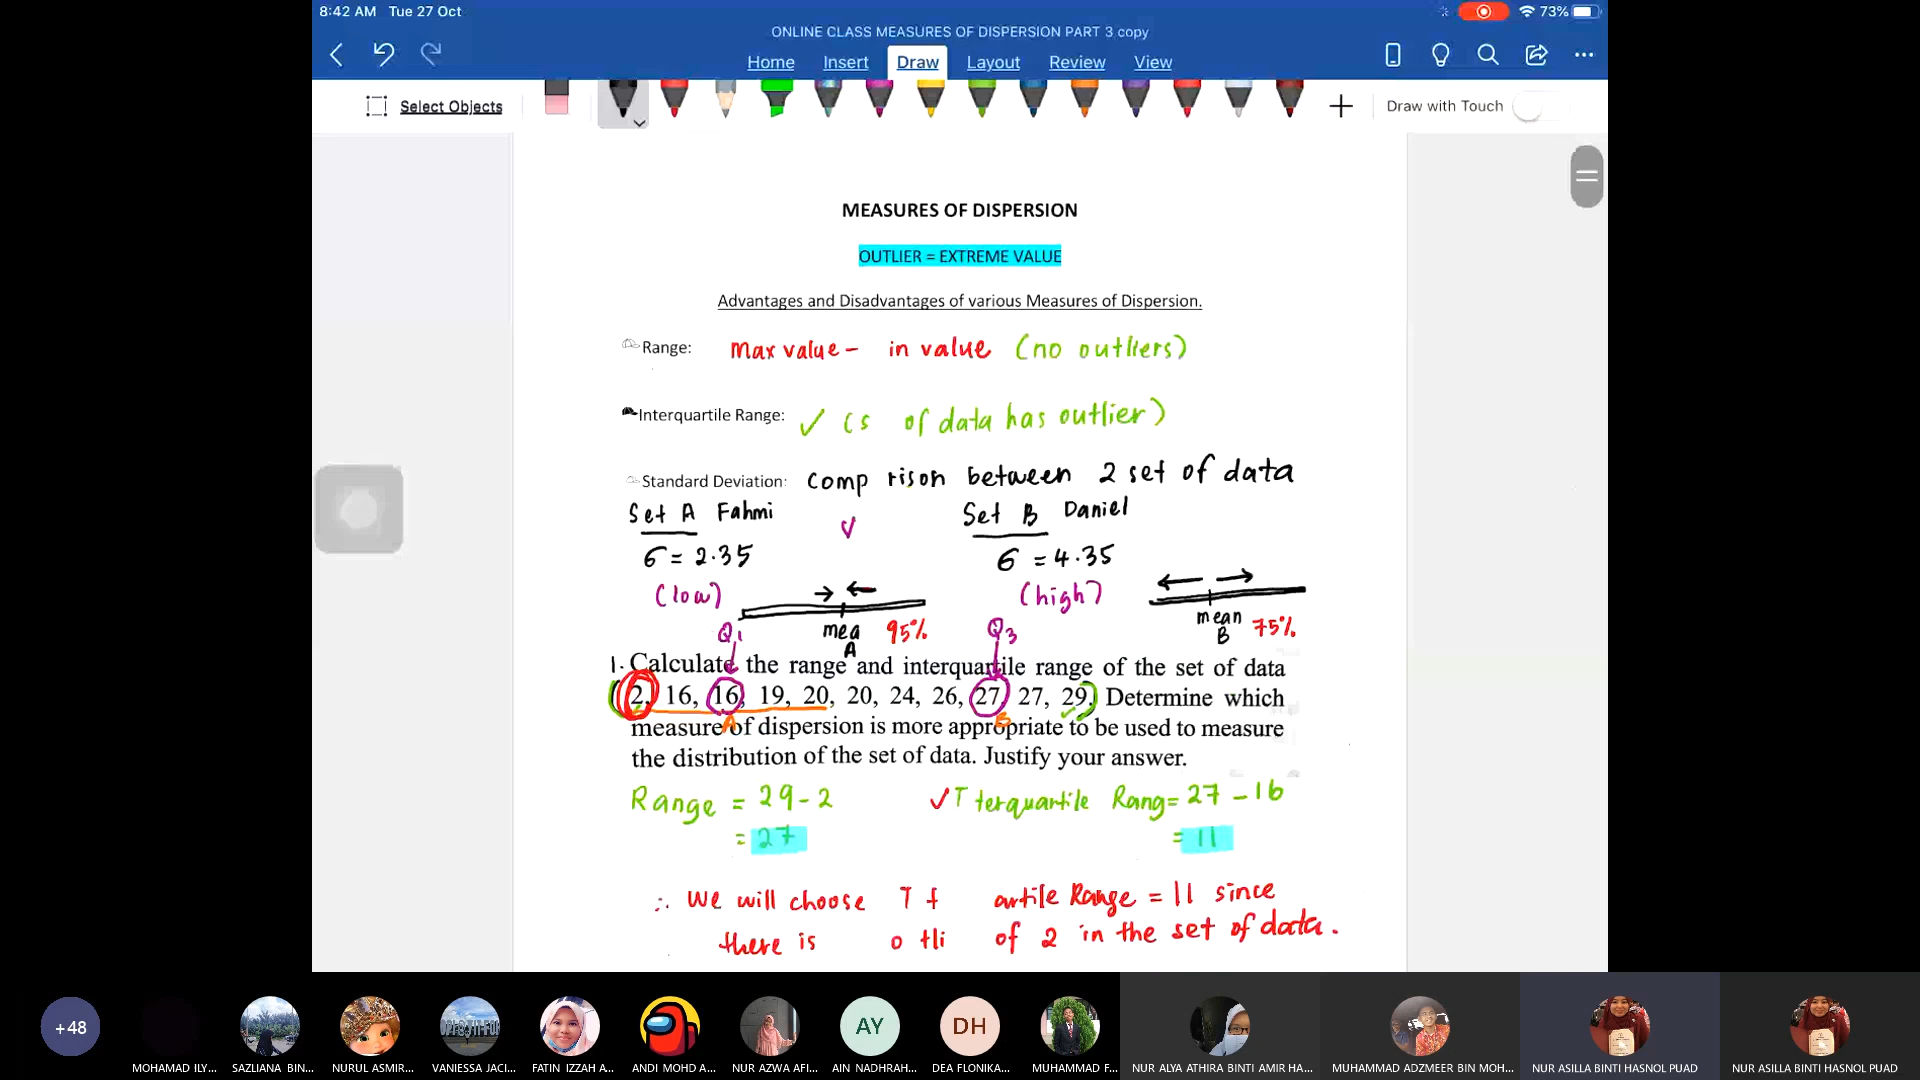 8:42 AM Tue 27 Oct
73%
ONLINE CLASS MEASURES OF DISPERSION PART 3 copy
Home Insert Draw Layout Review View
Select Objects
Draw with Touch
MEASURES OF DISPERSION
OUTLIER = EXTREME VALUE
Advantages and Disadvantages of various Measures of Dispersion.
Range: Max value - in value (no outliers)
Interquartile Range: ✓ (s of data has outlier)
Standard Deviation: comp rison between 2 set of data
Set A Fahmi Set B Daniel
σ = 2.35 σ = 4.35
(low) (high)
mea A 95% mean B 75%
Q1 Q3
1. Calculate the range and interquartile range of the set of data
2, 16, 16, 19, 20, 20, 24, 26, 27, 27, 29. Determine which
A B
measure of dispersion is more appropriate to be used to measure
the distribution of the set of data. Justify your answer.
Range = 29 - 2 ✓ terquartile Rang = 27 - 16
= 27 = 11
∴ We will choose artile Range = 11 since
there is o tli of 2 in the set of data.
+48
MOHAMAD ILY...
SAZLIANA BIN...
NURUL ASMIR...
VANIESSA JACI...
FATIN IZZAH A...
ANDI MOHD A...
NUR AZWA AFI...
AY
AIN NADHRAH...
DH
DEA FLONIKA...
MUHAMMAD F...
NUR ALYA ATHIRA BINTI AMIR HA...
MUHAMMAD ADZMEER BIN MOH...
NUR ASILLA BINTI HASNOL PUAD
NUR ASILLA BINTI HASNOL PUAD